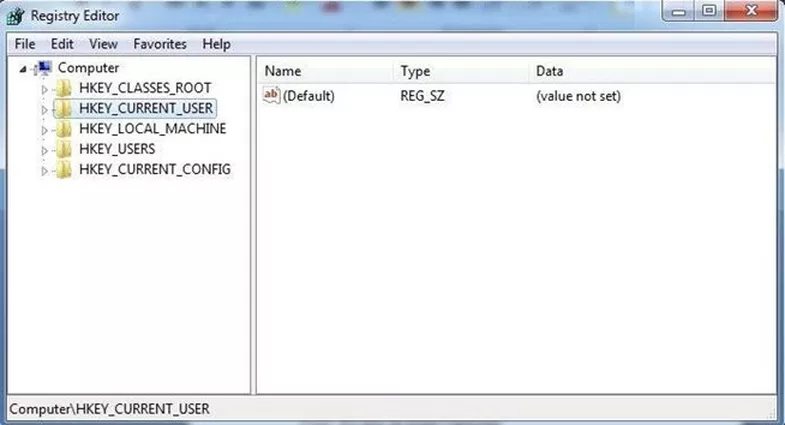 Registry Editor
File Edit View Favorites Help
Computer
HKEY_CLASSES_ROOT
HKEY_CURRENT_USER
HKEY_LOCAL_MACHINE
HKEY_USERS
HKEY_CURRENT_CONFIG
Name Type Data
ab (Default) REG_SZ (value not set)
Computer\HKEY_CURRENT_USER